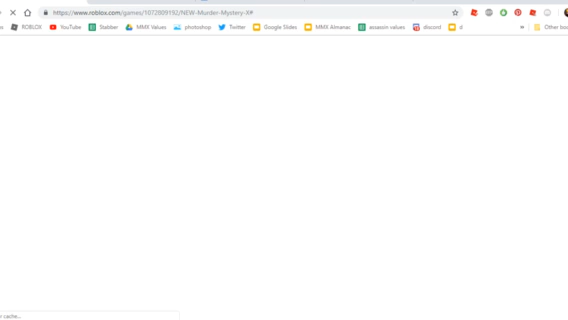 https://www.roblox.com/games/1072809192/NEW-Murder-Mystery-X#
ROBLOX YouTube Stabber MMX Values photoshop Twitter Google Slides MMX Almanac assassin values discord d » Other boo
r cache...